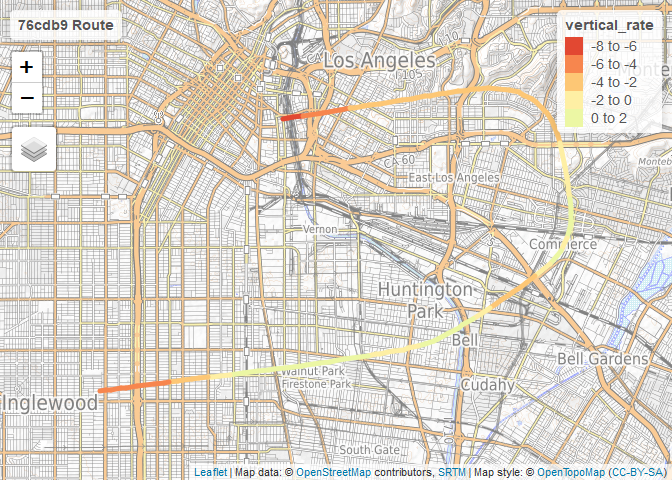 76cdb9 Route
+
−
vertical_rate
-8 to -6
-6 to -4
-4 to -2
-2 to 0
0 to 2
Los Angeles
CA-60
East Los Angeles
Vernon
Commerce
Huntington
Park
Bell
Bell Gardens
Walnut Park
Firestone Park
Cudahy
Inglewood
South Gate
Leaflet | Map data: © OpenStreetMap contributors, SRTM | Map style: © OpenTopoMap (CC-BY-SA)